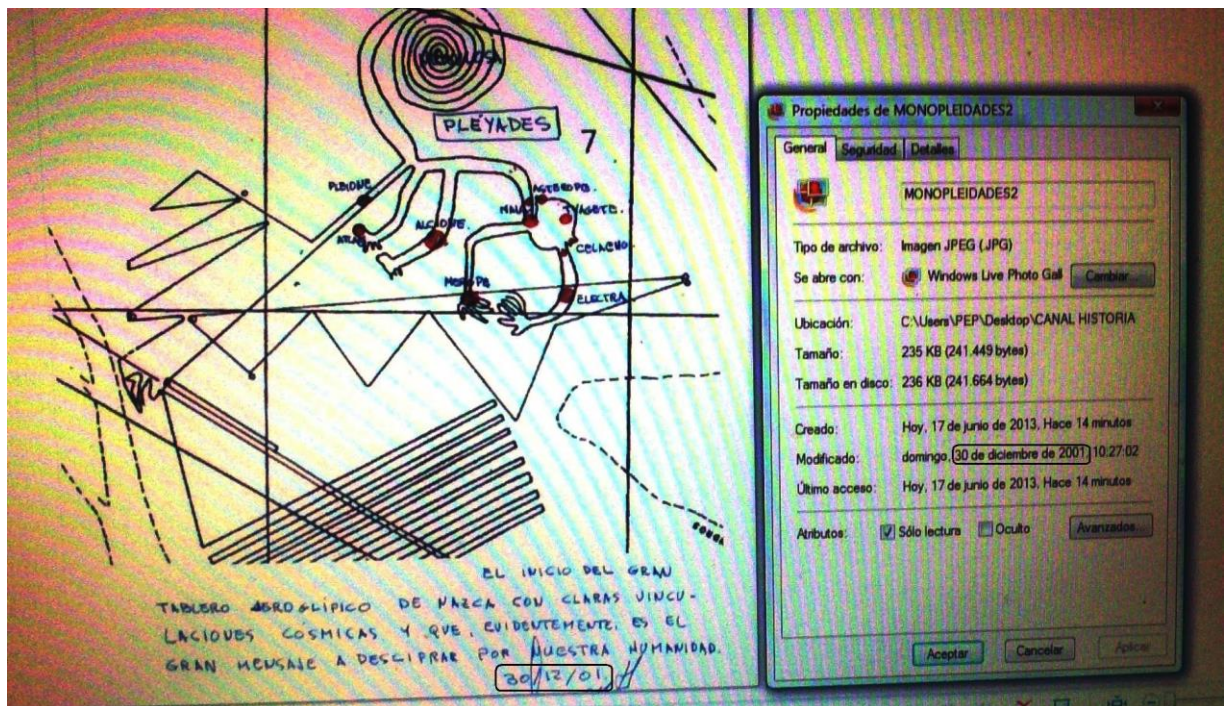 NEBULOSA
PLÉYADES
7
PLEIONE
ASTEROPE.
MAIA
TAYGETE.
ALCIONE.
CELAENO
MEROPE
ELECTRA
EL INICIO DEL GRAN
TABLERO AEROGLÍPICO DE NAZCA CON CLARAS VINCU-
LACIONES CÓSMICAS Y QUE, EVIDENTEMENTE, ES EL
GRAN MENSAJE A DESCIFRAR POR NUESTRA HUMANIDAD.
30/12/01
Propiedades de MONOPLEIDADES2
General Seguridad Detalles
MONOPLEIDADES2
Tipo de archivo: Imagen JPEG (.JPG)
Se abre con: Windows Live Photo Gall Cambiar...
Ubicación: C:\Users\PEP\Desktop\CANAL HISTORIA
Tamaño: 235 KB (241.449 bytes)
Tamaño en disco: 236 KB (241.664 bytes)
Creado: Hoy, 17 de junio de 2013, Hace 14 minutos
Modificado: domingo, 30 de diciembre de 2001, 10:27:02
Último acceso: Hoy, 17 de junio de 2013, Hace 14 minutos
Atributos: Sólo lectura Oculto Avanzados...
Aceptar Cancelar Aplicar